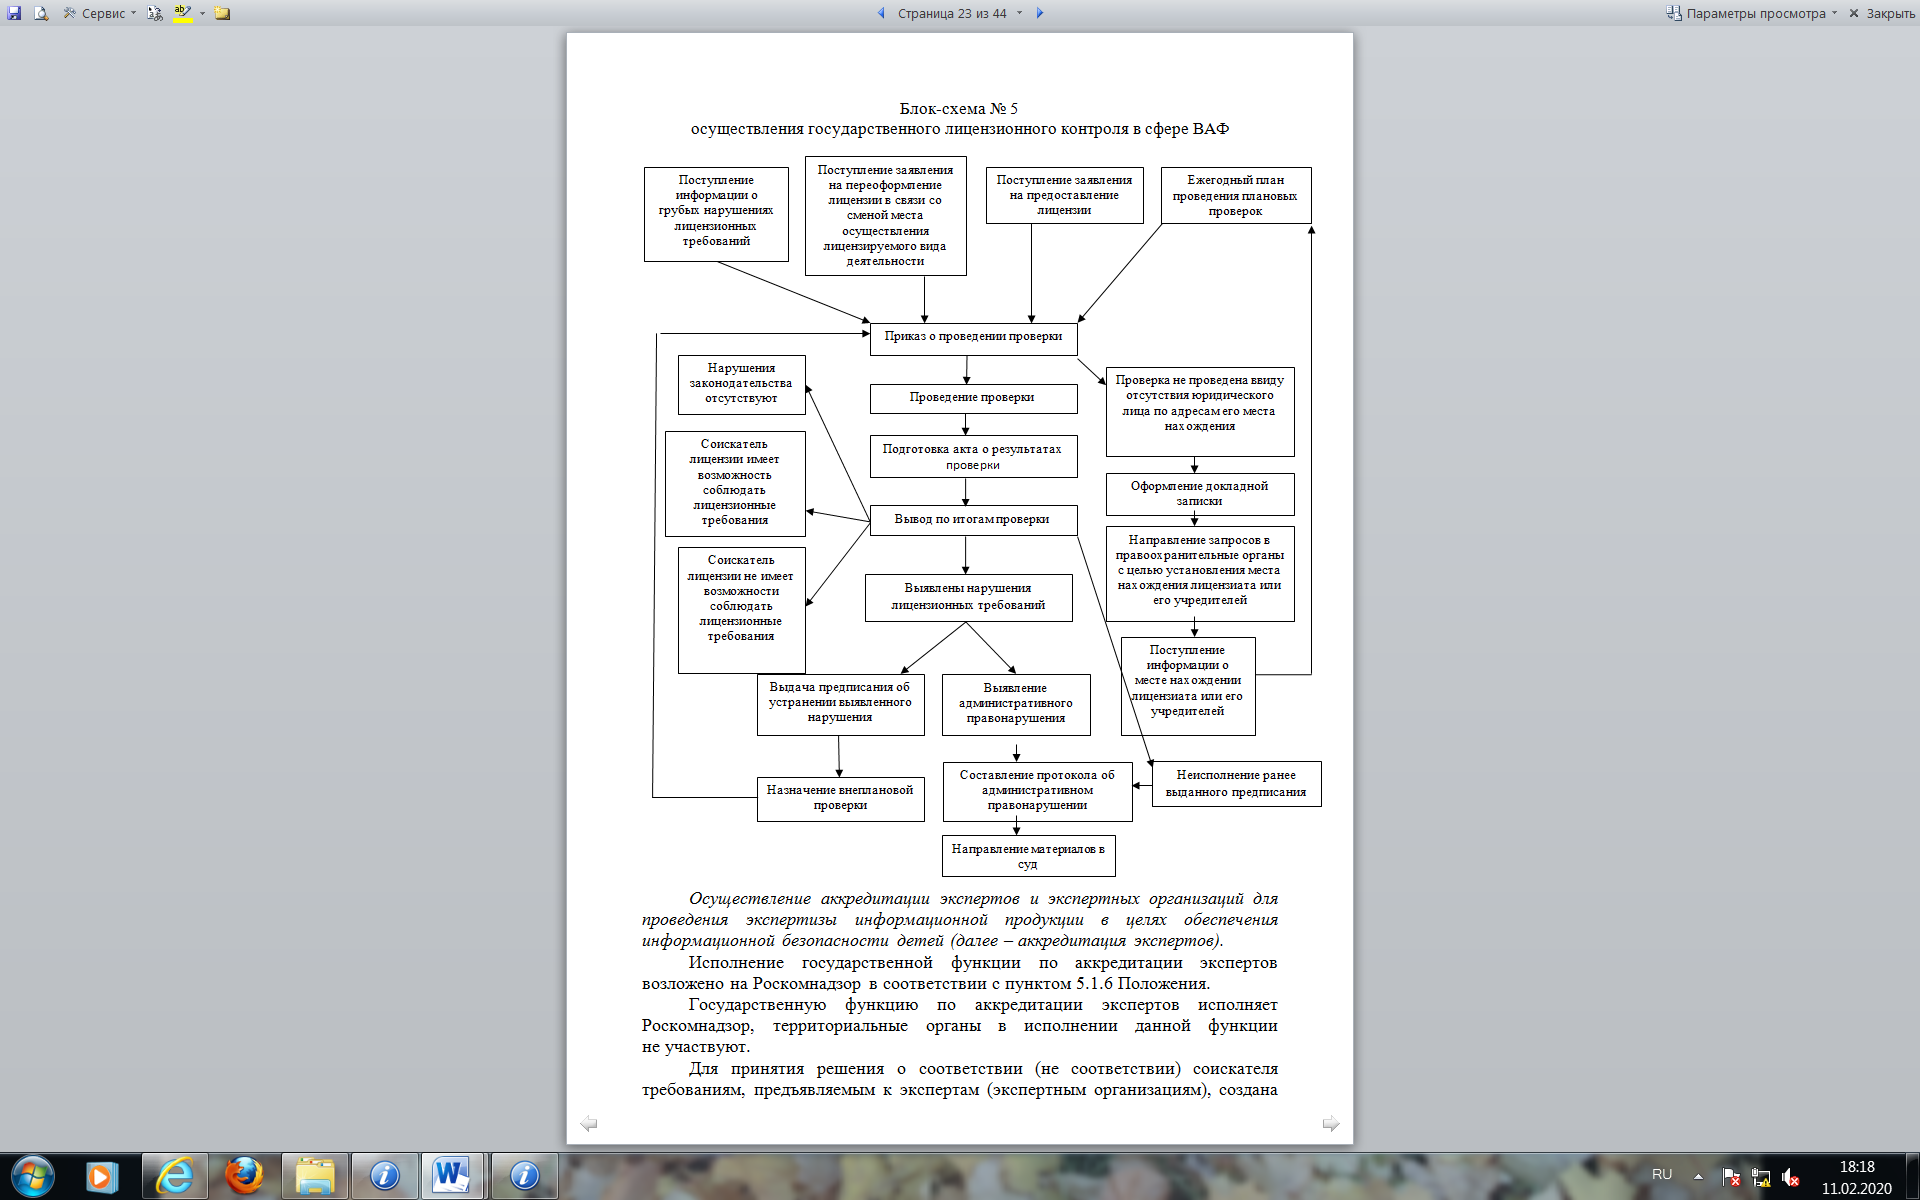 Сервис
Страница 23 из 44
Параметры просмотра
Закрыть
Блок-схема № 5
осуществления государственного лицензионного контроля в сфере ВАФ
Поступление
информации о
грубых нарушениях
лицензионных
требований
Поступление заявления
на переоформление
лицензии в связи со
сменой места
осуществления
лицензируемого вида
деятельности
Поступление заявления
на предоставление
лицензии
Ежегодный план
проведения плановых
проверок
Приказ о проведении проверки
Нарушения
законодательства
отсутствуют
Проведение проверки
Проверка не проведена ввиду
отсутствия юридического
лица по адресам его места
нахождения
Соискатель
лицензии имеет
возможность
соблюдать
лицензионные
требования
Подготовка акта о результатах
проверки
Оформление докладной
записки
Вывод по итогам проверки
Направление запросов в
правоохранительные органы
с целью установления места
нахождения лицензиата или
его учредителей
Соискатель
лицензии не имеет
возможности
соблюдать
лицензионные
требования
Выявлены нарушения
лицензионных требований
Поступление
информации о
месте нахождении
лицензиата или его
учредителей
Выдача предписания об
устранении выявленного
нарушения
Выявление
административного
правонарушения
Назначение внеплановой
проверки
Составление протокола об
административном
правонарушении
Неисполнение ранее
выданного предписания
Направление материалов в
суд
Осуществление аккредитации экспертов и экспертных организаций для
проведения экспертизы информационной продукции в целях обеспечения
информационной безопасности детей (далее – аккредитация экспертов).
Исполнение государственной функции по аккредитации экспертов
возложено на Роскомнадзор в соответствии с пунктом 5.1.6 Положения.
Государственную функцию по аккредитации экспертов исполняет
Роскомнадзор, территориальные органы в исполнении данной функции
не участвуют.
Для принятия решения о соответствии (не соответствии) соискателя
требованиям, предъявляемым к экспертам (экспертным организациям), создана
RU
18:18
11.02.2020